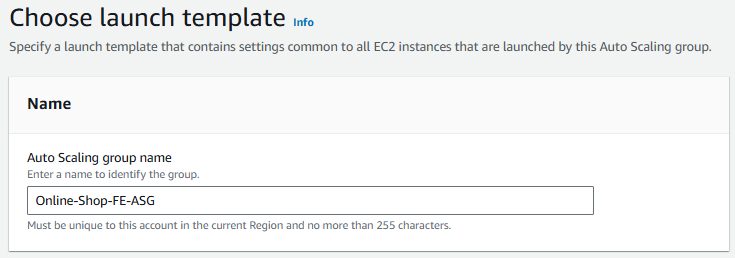 Choose launch template Info
Specify a launch template that contains settings common to all EC2 instances that are launched by this Auto Scaling group.
Name
Auto Scaling group name
Enter a name to identify the group.
Online-Shop-FE-ASG
Must be unique to this account in the current Region and no more than 255 characters.